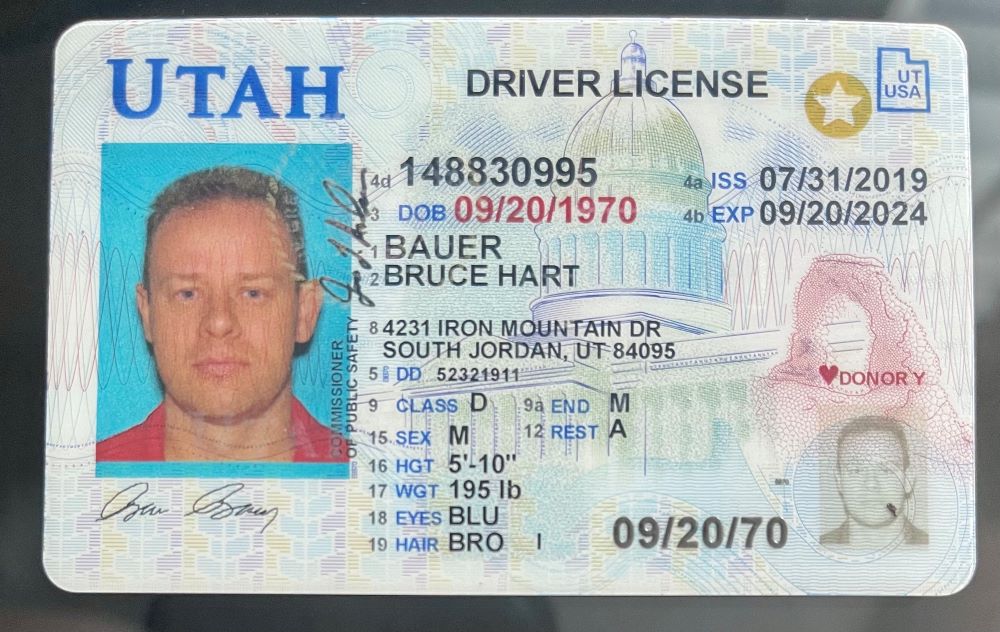 UTAH
DRIVER LICENSE
UT
USA
4d 148830995
4a ISS 07/31/2019
3 DOB 09/20/1970
4b EXP 09/20/2024
1 BAUER
2 BRUCE HART
8 4231 IRON MOUNTAIN DR
SOUTH JORDAN, UT 84095
5 DD 52321911
DONOR Y
9 CLASS D 9a END M
15 SEX M 12 REST A
16 HGT 5'-10"
17 WGT 195 lb
18 EYES BLU
19 HAIR BRO I
09/20/70
COMMISSIONER
OF PUBLIC SAFETY